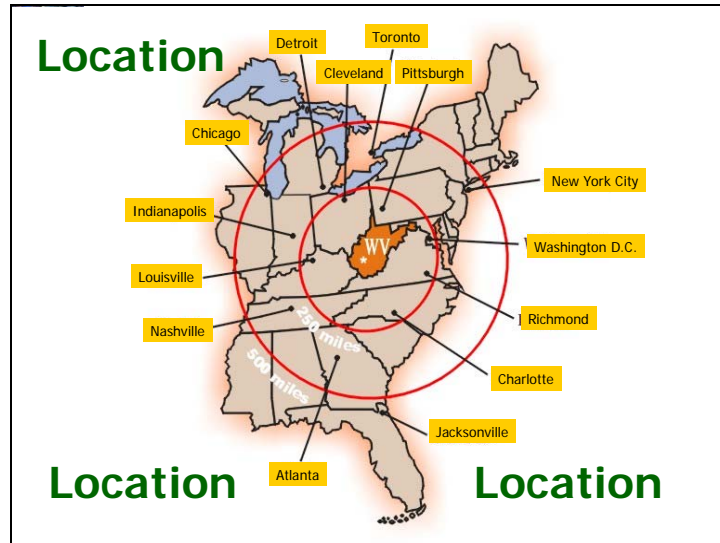 Location
Detroit
Toronto
Cleveland
Pittsburgh
Chicago
New York City
Indianapolis
WV
Washington D.C.
Louisville
Nashville
250 miles
Richmond
500 miles
Charlotte
Jacksonville
Atlanta
Location
Location